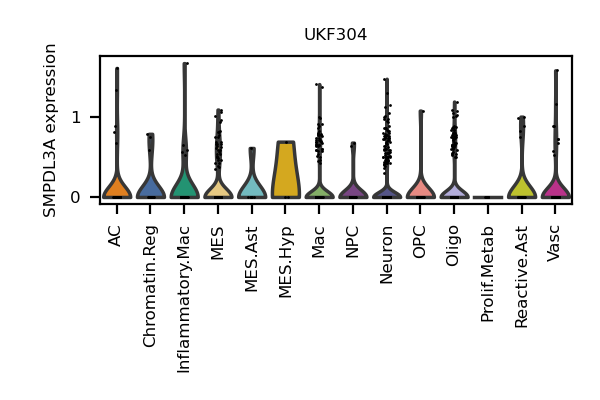 UKF304
SMPDL3A expression
1
0
AC
Chromatin.Reg
Inflammatory.Mac
MES
MES.Ast
MES.Hyp
Mac
NPC
Neuron
OPC
Oligo
Prolif.Metab
Reactive.Ast
Vasc